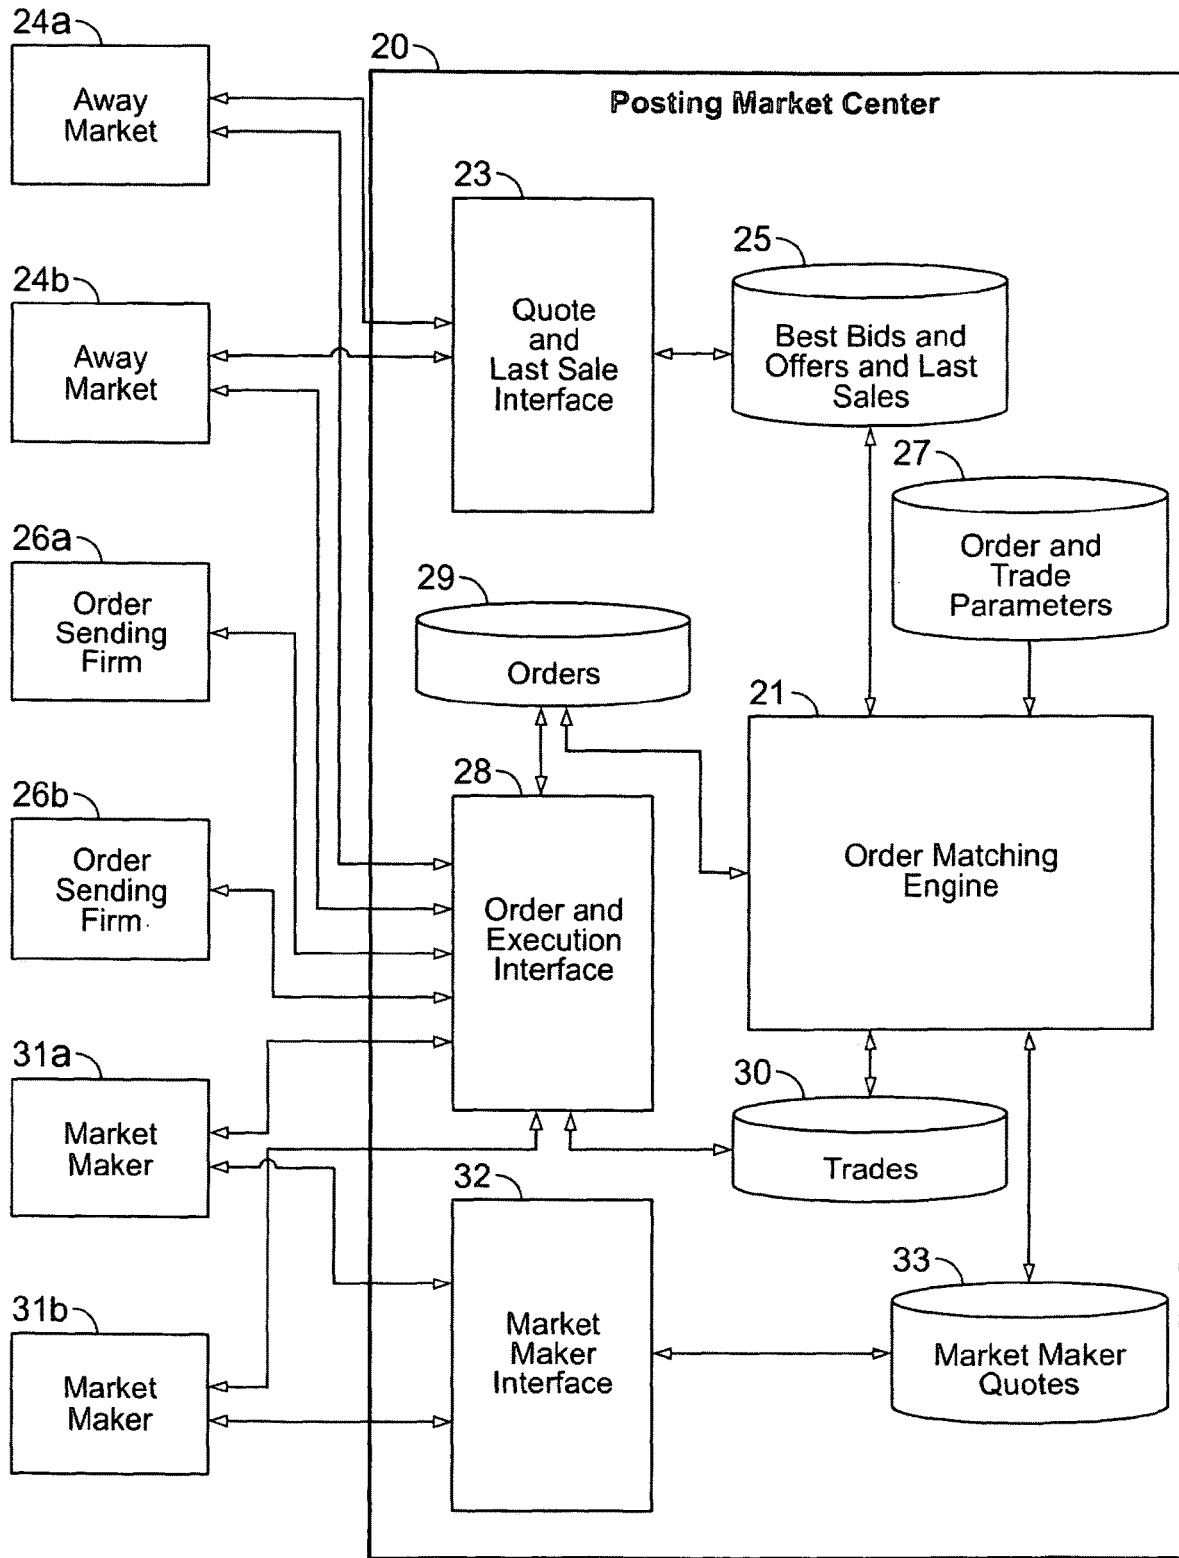 24a
Away
Market
20
Posting Market Center
23
Quote
and
Last Sale
Interface
25
Best Bids and
Offers and Last
Sales
24b
Away
Market
27
Order and
Trade
Parameters
26a
Order
Sending
Firm
29
Orders
21
Order Matching
Engine
28
Order and
Execution
Interface
26b
Order
Sending
Firm
31a
Market
Maker
30
Trades
32
Market
Maker
Interface
33
Market Maker
Quotes
31b
Market
Maker